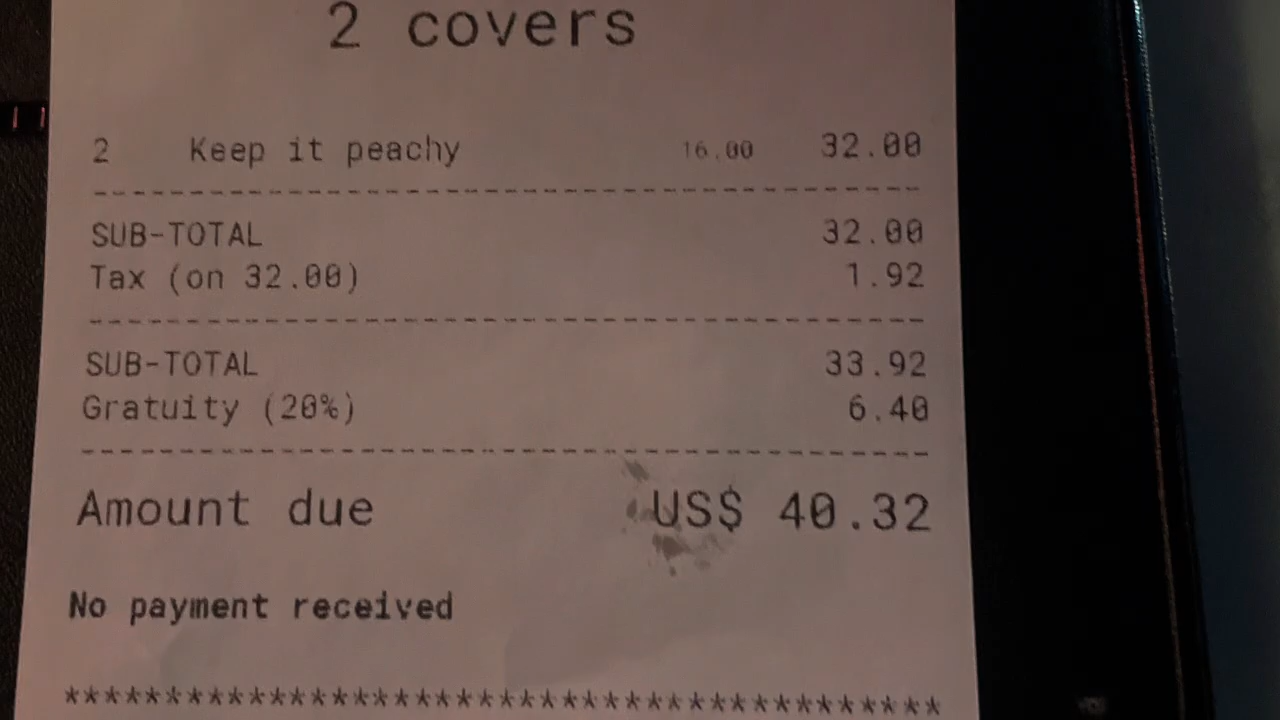 2 covers
2 Keep it peachy 16.00 32.00
--------------------------------------------
SUB-TOTAL 32.00
Tax (on 32.00) 1.92
--------------------------------------------
SUB-TOTAL 33.92
Gratuity (20%) 6.40
--------------------------------------------
Amount due US$ 40.32
No payment received
******************************************